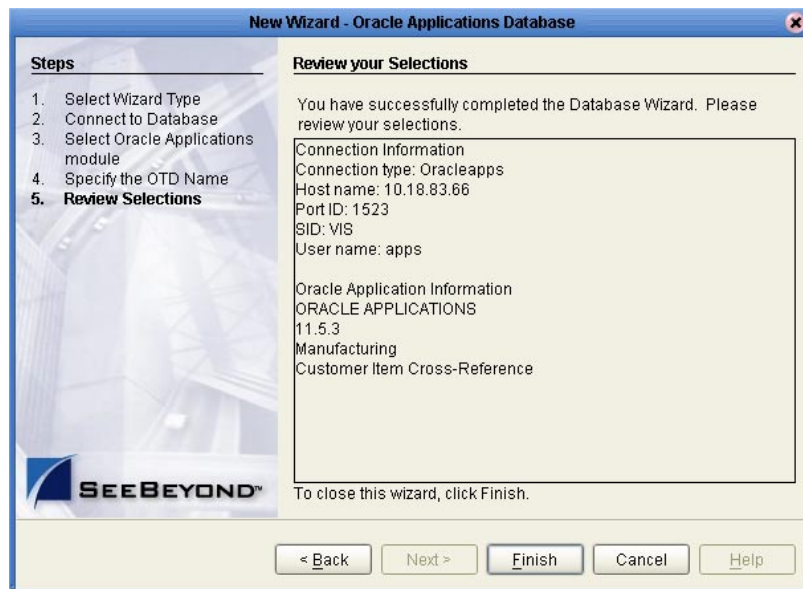 New Wizard - Oracle Applications Database
Steps
1. Select Wizard Type
2. Connect to Database
3. Select Oracle Applications
module
4. Specify the OTD Name
5. Review Selections
SEEBEYOND™
Review your Selections
You have successfully completed the Database Wizard. Please
review your selections.
Connection Information
Connection type: Oracleapps
Host name: 10.18.83.66
Port ID: 1523
SID: VIS
User name: apps
Oracle Application Information
ORACLE APPLICATIONS
11.5.3
Manufacturing
Customer Item Cross-Reference
To close this wizard, click Finish.
< Back
Next >
Finish
Cancel
Help